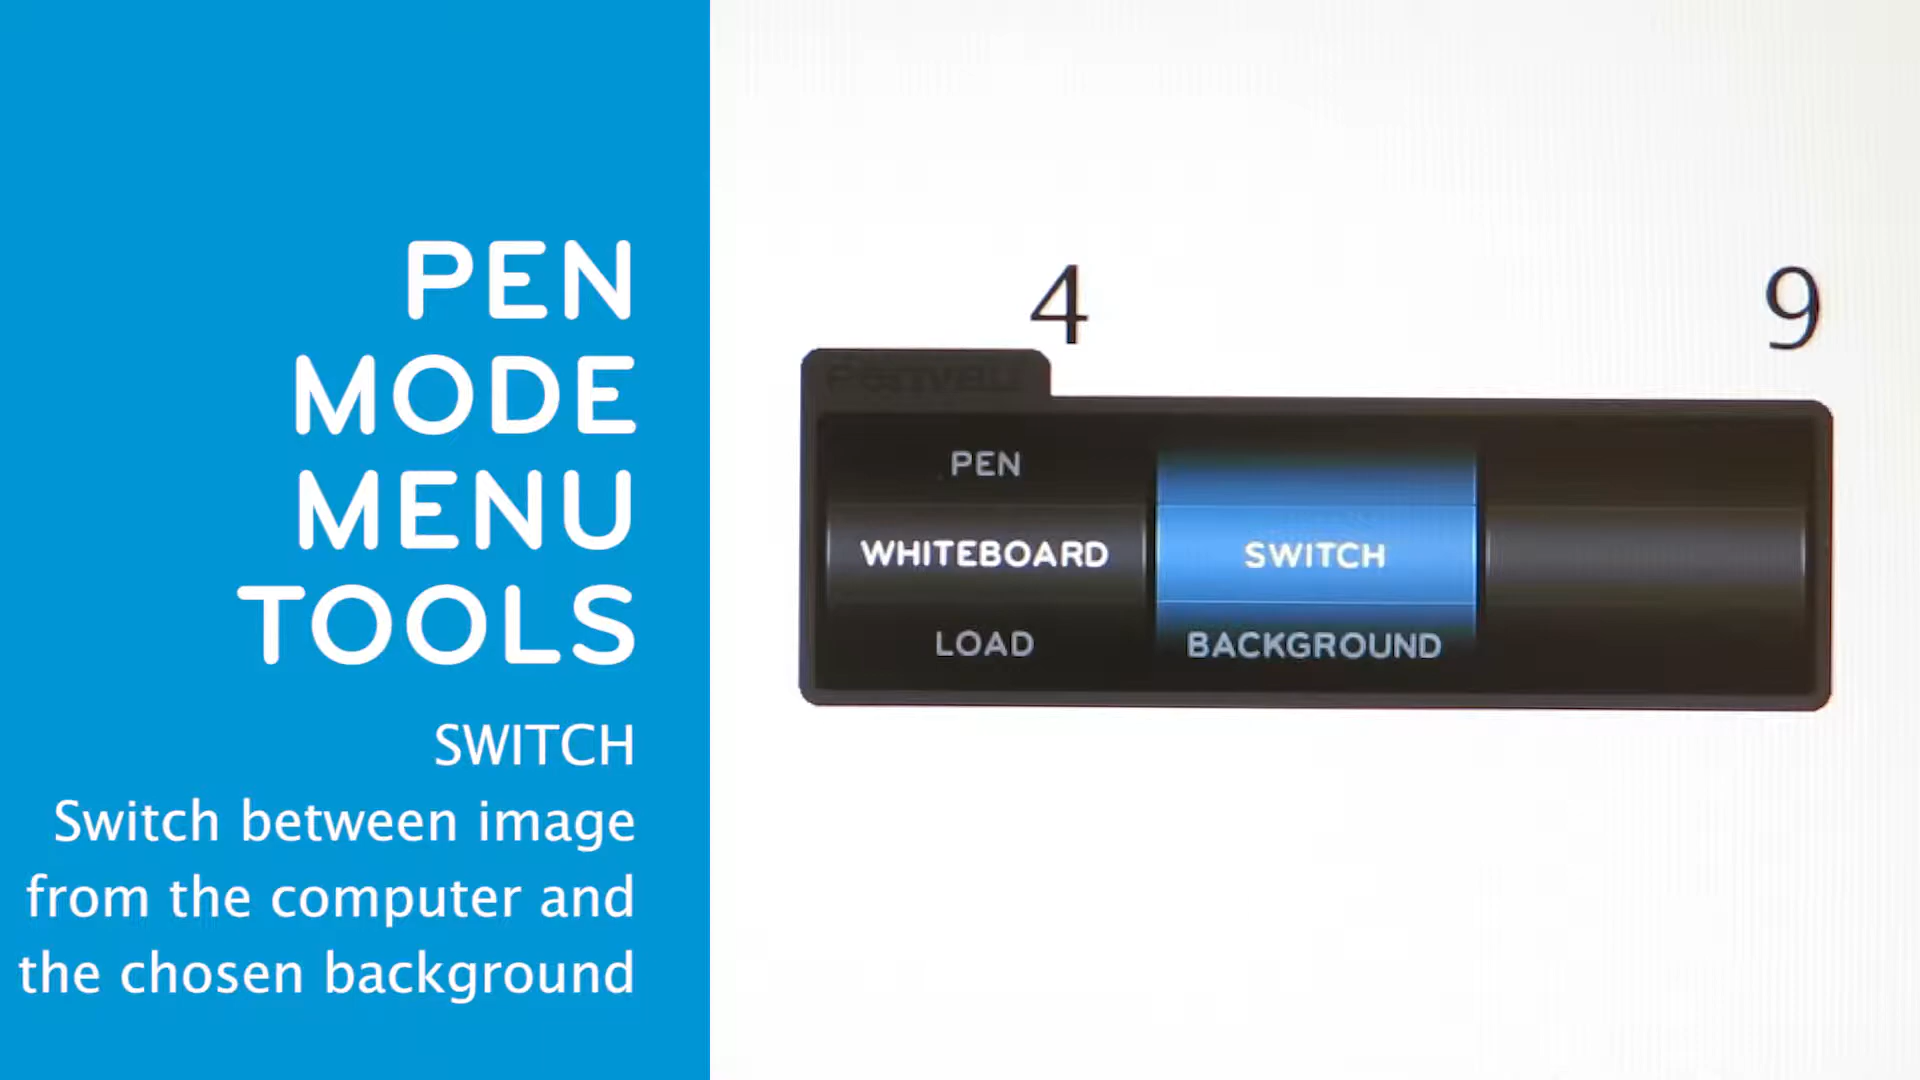 PEN
MODE
MENU
TOOLS
SWITCH
Switch between image
from the computer and
the chosen background
4
9
PEN
WHITEBOARD
SWITCH
LOAD
BACKGROUND